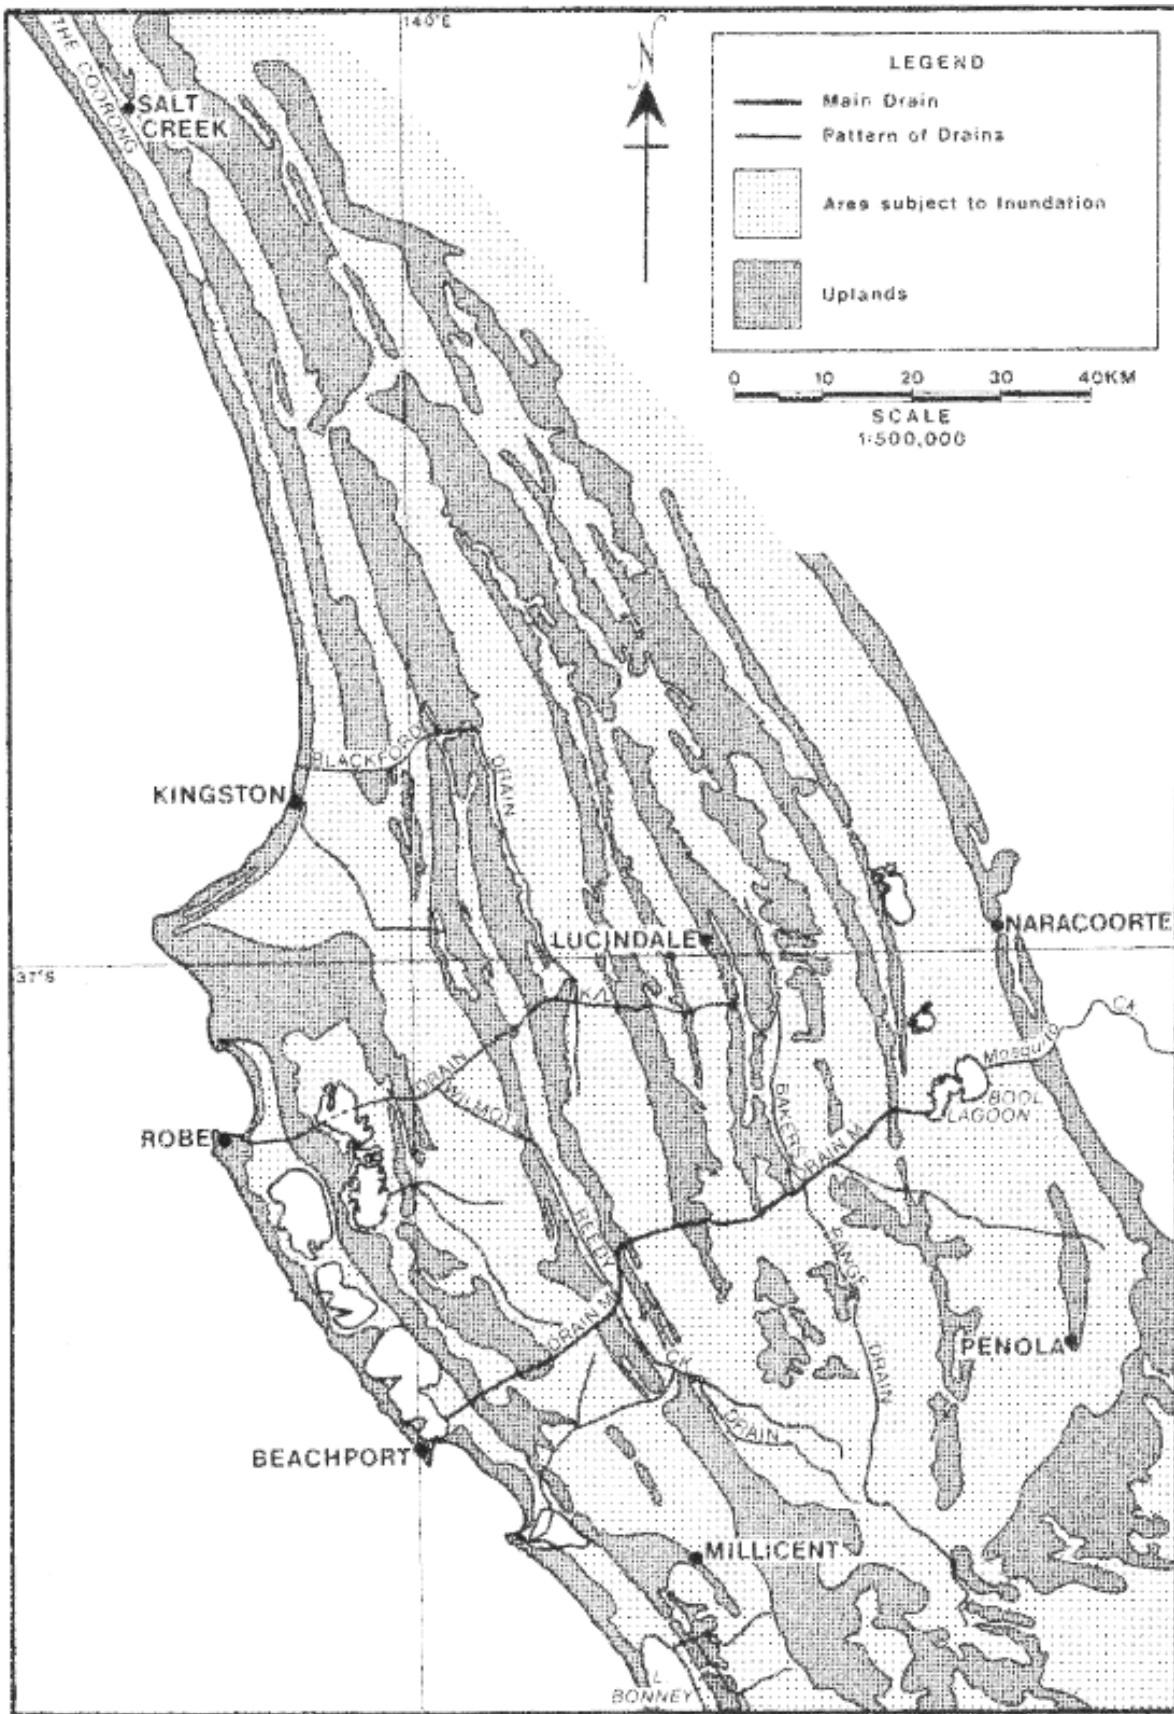 140°E
N
LEGEND
Main Drain
Pattern of Drains
Area subject to Inundation
Uplands
0 10 20 30 40KM
SCALE
1:500,000
THE COORONG
SALT
CREEK
BLACKFORD
DRAIN
KINGSTON
LUCINDALE
NARACOORTE
37°S
K/L
DRAIN
WILMOT
Mosquito
CK
BOOL
LAGOON
BAKERS
DRAIN M
ROBE
REEDY
CK
DRAIN
DRAIN M
BEACHPORT
DRAIN
PENOLA
MILLICENT
L
BONNEY